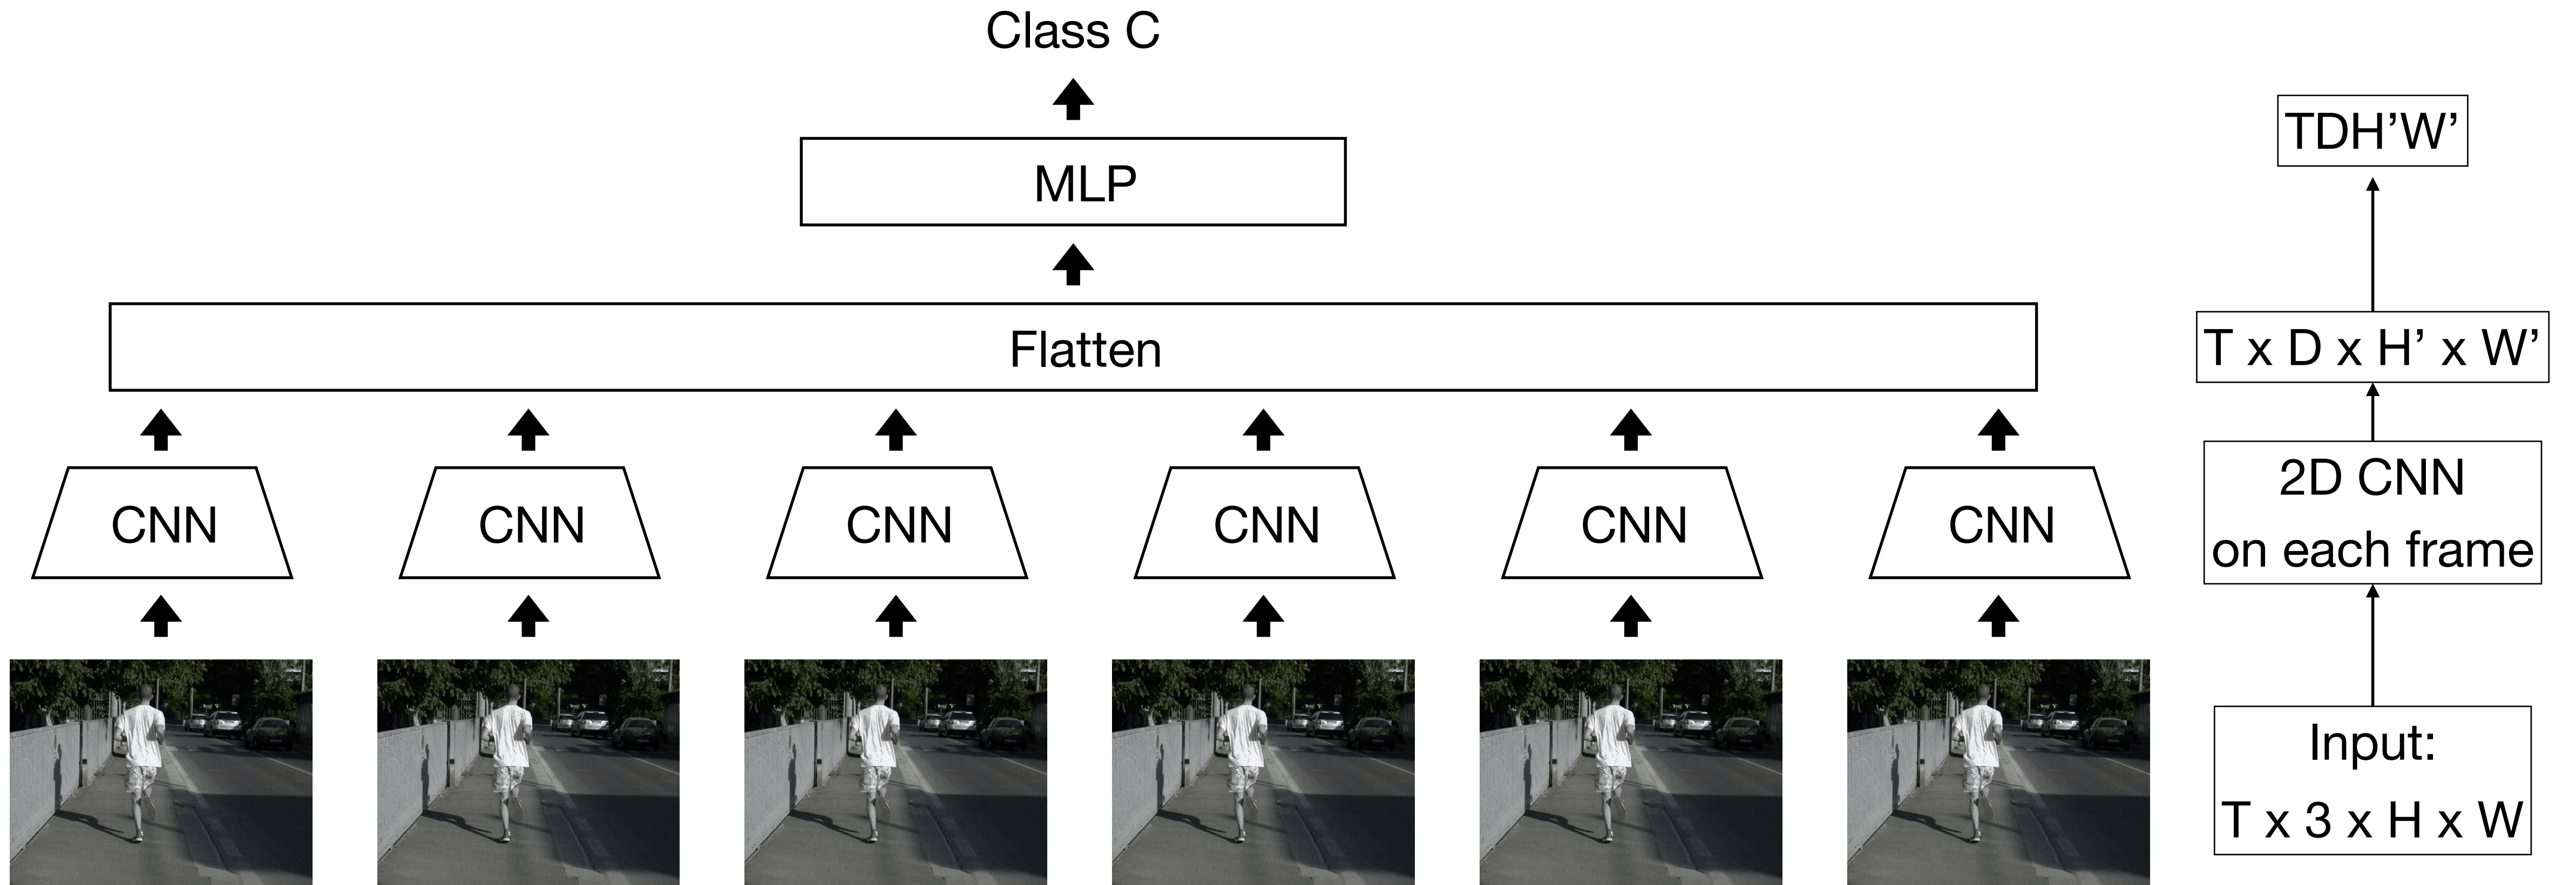 Class C
MLP
Flatten
CNN
CNN
CNN
CNN
CNN
CNN
TDH’W’
T x D x H’ x W’
2D CNN
on each frame
Input:
T x 3 x H x W